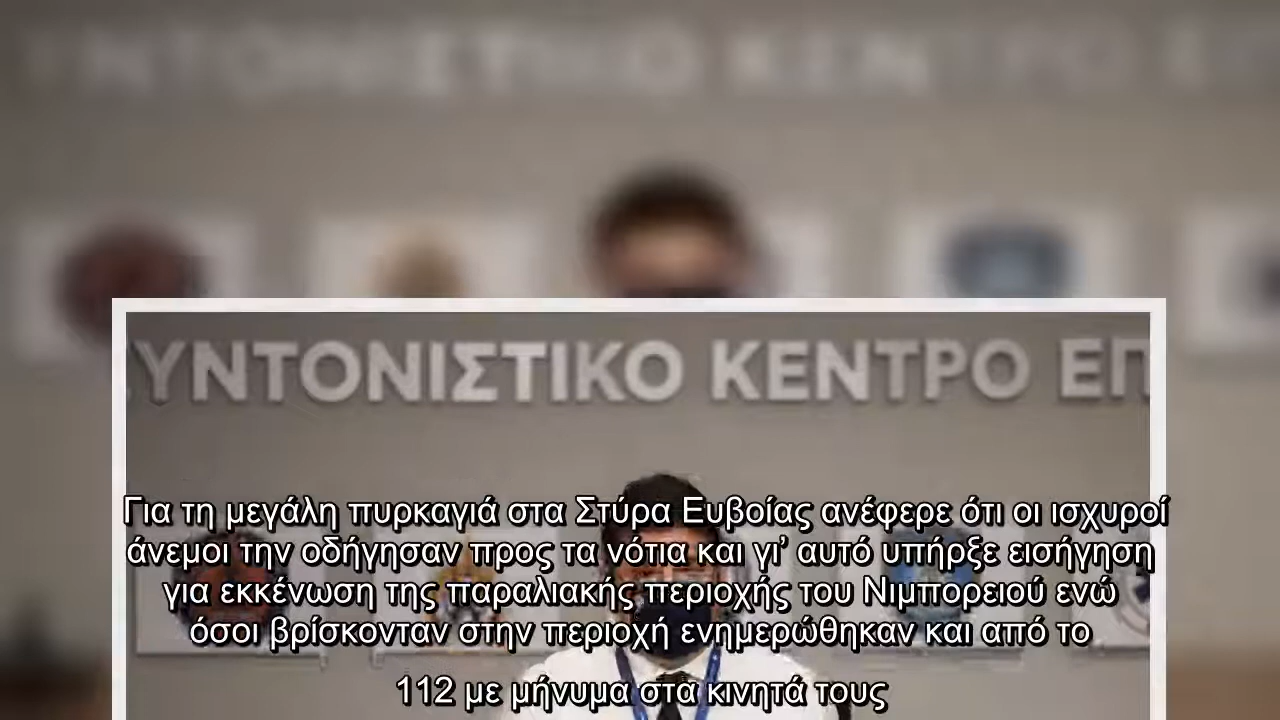 ΣΥΝΤΟΝΙΣΤΙΚΟ ΚΕΝΤΡΟ ΕΠ
Για τη μεγάλη πυρκαγιά στα Στύρα Ευβοίας ανέφερε ότι οι ισχυροί
άνεμοι την οδήγησαν προς τα νότια και γι' αυτό υπήρξε εισήγηση
για εκκένωση της παραλιακής περιοχής του Νιμπορειού ενώ
όσοι βρίσκονταν στην περιοχή ενημερώθηκαν και από το
112 με μήνυμα στα κινητά τους